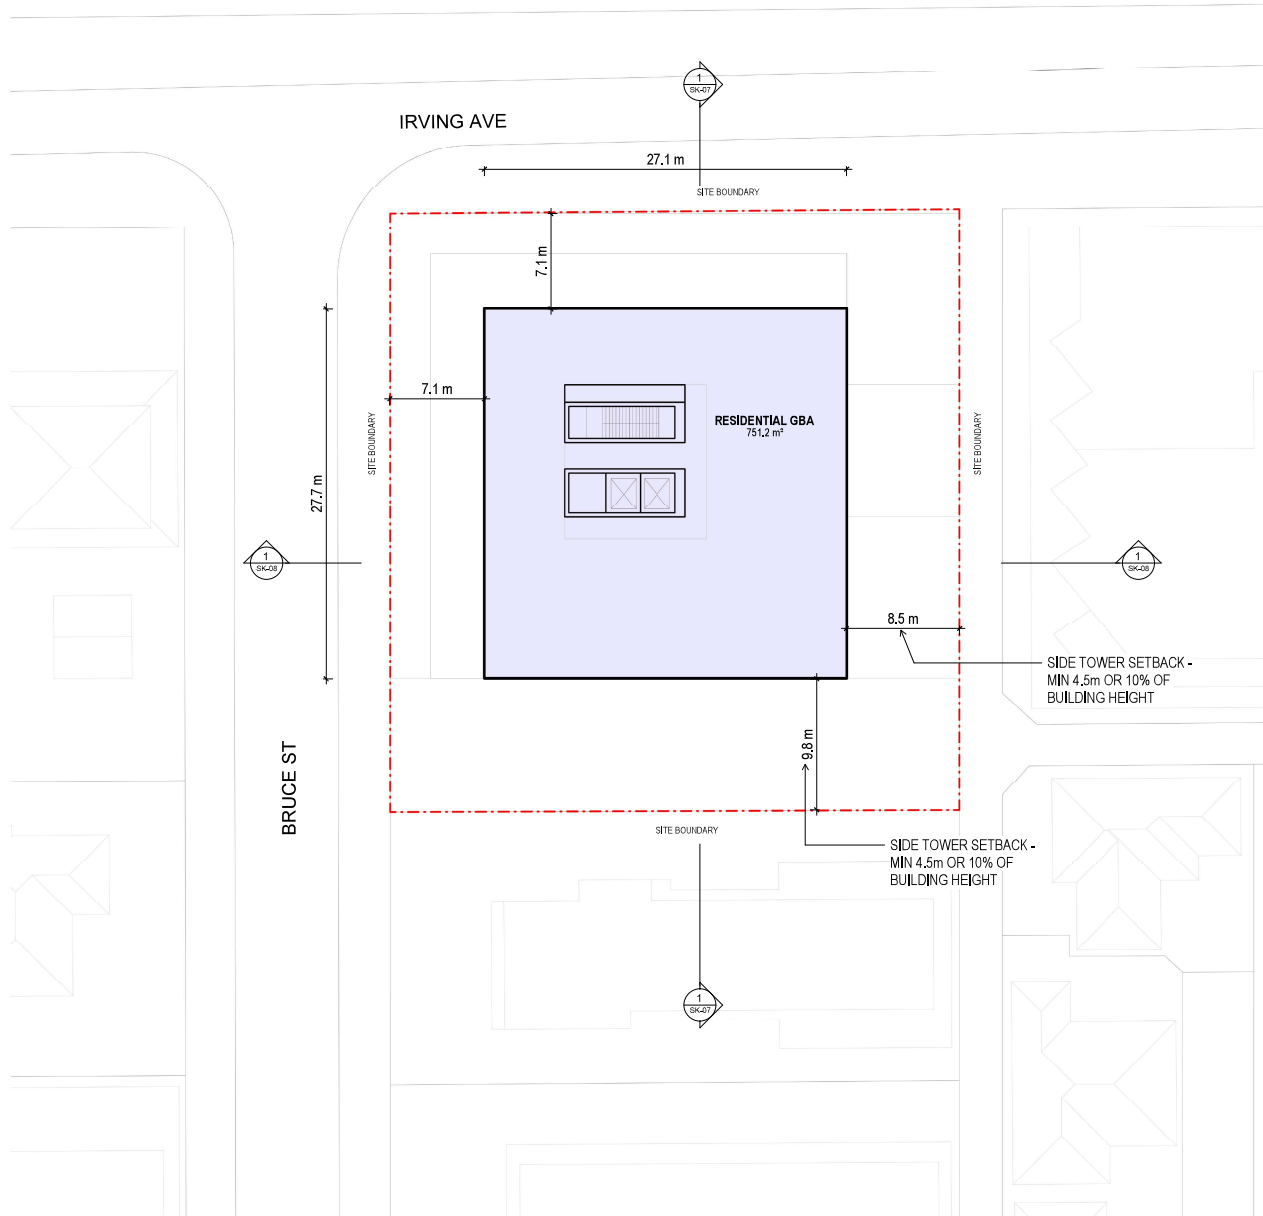 1
SK-07
IRVING AVE
27.1 m
SITE BOUNDARY
7.1 m
7.1 m
RESIDENTIAL GBA
751.2 m²
SITE BOUNDARY
SITE BOUNDARY
27.7 m
1
SK-08
1
SK-08
8.5 m
SIDE TOWER SETBACK -
MIN 4.5m OR 10% OF
BUILDING HEIGHT
9.8 m
BRUCE ST
SITE BOUNDARY
SIDE TOWER SETBACK -
MIN 4.5m OR 10% OF
BUILDING HEIGHT
1
SK-07